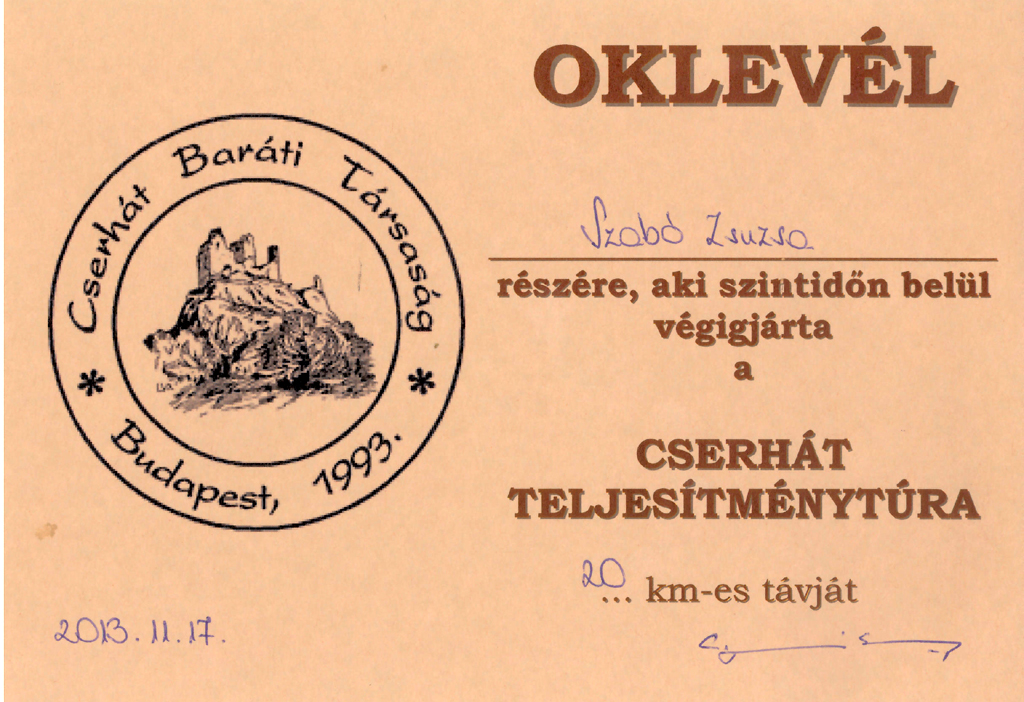 OKLEVÉL
Cserhát Baráti Társaság
* Budapest, 1993. *
Szabó Zsuzsa
részére, aki szintidőn belül
végigjárta
a
CSERHÁT
TELJESÍTMÉNYTÚRA
20 ... km-es távját
2013. 11. 17.